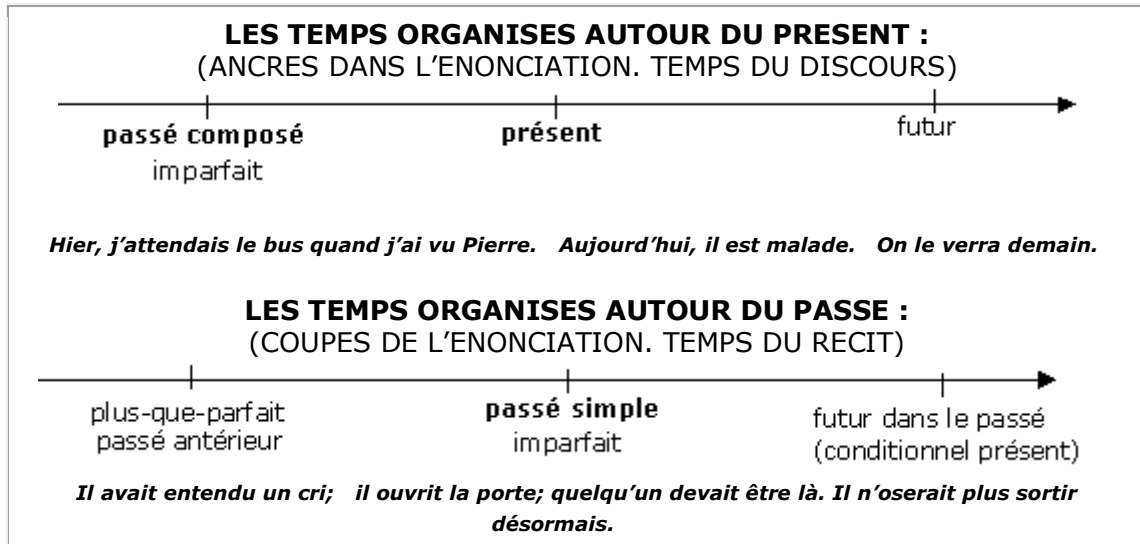 LES TEMPS ORGANISES AUTOUR DU PRESENT :
(ANCRES DANS L’ENONCIATION. TEMPS DU DISCOURS)
passé composé
imparfait
présent
futur
Hier, j’attendais le bus quand j’ai vu Pierre. Aujourd’hui, il est malade. On le verra demain.
LES TEMPS ORGANISES AUTOUR DU PASSE :
(COUPES DE L’ENONCIATION. TEMPS DU RECIT)
plus-que-parfait
passé antérieur
passé simple
imparfait
futur dans le passé
(conditionnel présent)
Il avait entendu un cri; il ouvrit la porte; quelqu’un devait être là. Il n’oserait plus sortir
désormais.